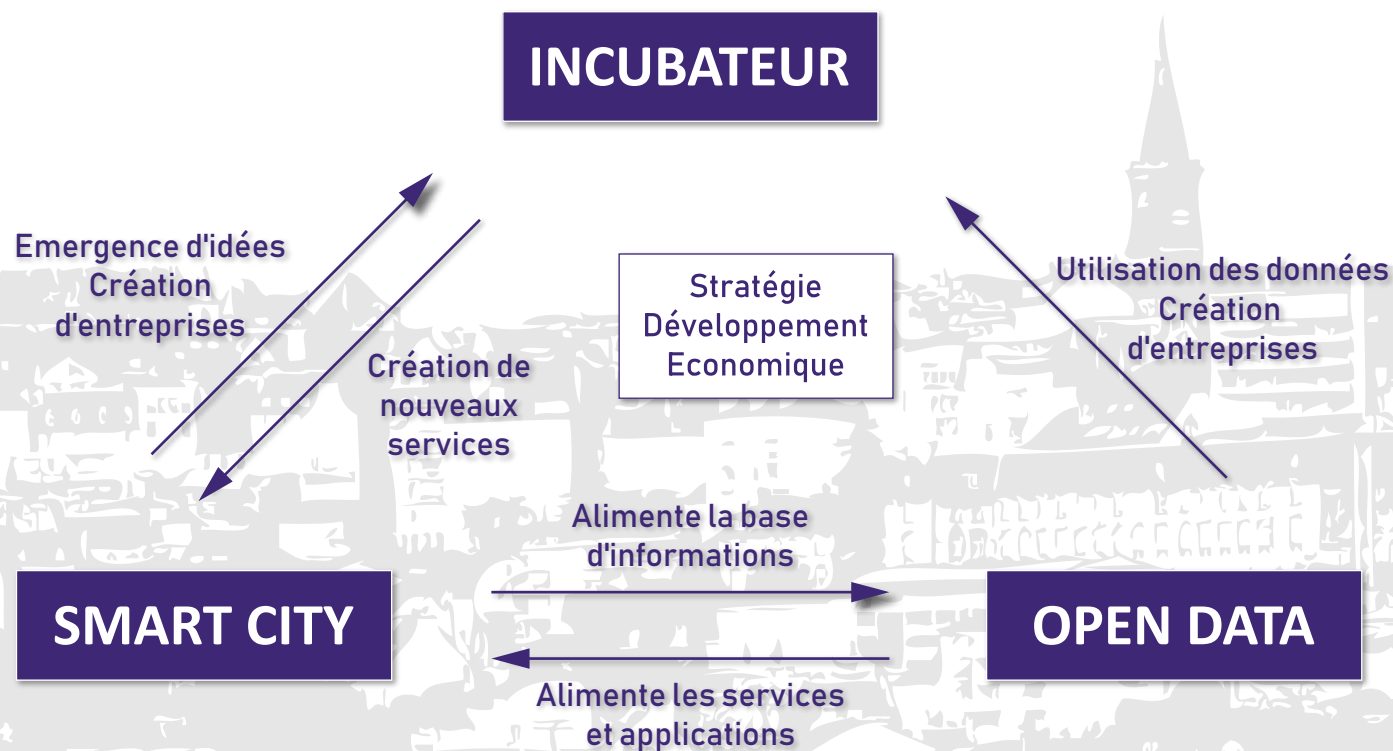 INCUBATEUR
Emergence d'idées
Création
d'entreprises
Création de
nouveaux
services
Stratégie
Développement
Economique
Utilisation des données
Création
d'entreprises
Alimente la base
d'informations
SMART CITY
OPEN DATA
Alimente les services
et applications